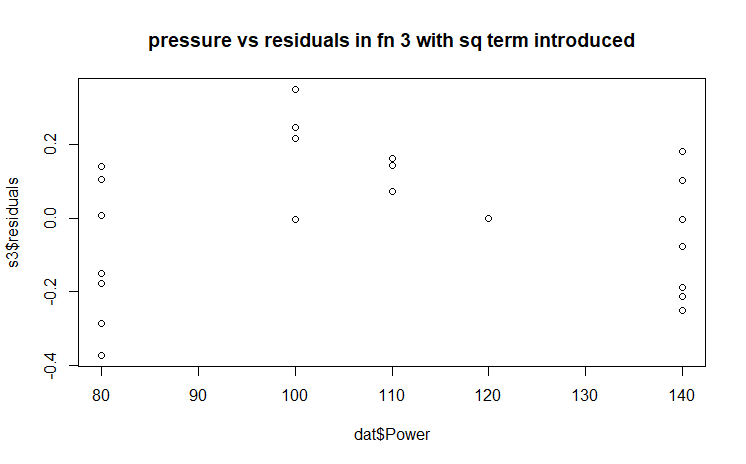 pressure vs residuals in fn 3 with sq term introduced
s3$residuals
0.2
0.0
-0.2
-0.4
80 90 100 110 120 130 140
dat$Power